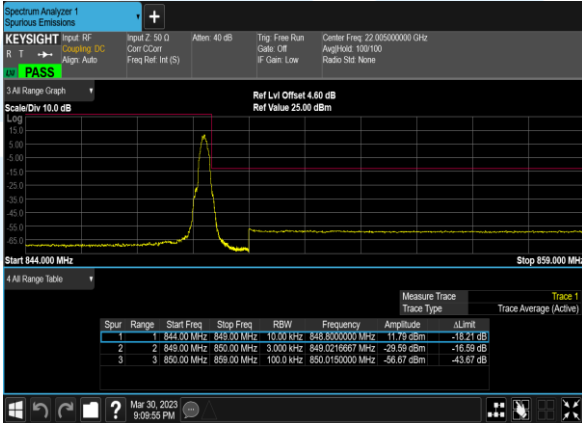 Spectrum Analyzer 1
Spurious Emissions
KEYSIGHT
R T
Input: RF
Coupling: DC
Align: Auto
Input Z: 50 Ω
Corr CCorr
Freq Ref: Int (S)
Atten: 40 dB
Trig: Free Run
Gate: Off
IF Gain: Low
Center Freq: 22.005000000 GHz
Avg|Hold: 100/100
Radio Std: None
PASS
3 All Range Graph
Scale/Div 10.0 dB
Ref Lvl Offset 4.60 dB
Ref Value 25.00 dBm
Log
15.0
5.00
-5.00
-15.0
-25.0
-35.0
-45.0
-55.0
-65.0
Start 844.000 MHz
Stop 859.000 MHz
4 All Range Table
Measure Trace Trace 1
Trace Type Trace Average (Active)
Spur Range Start Freq Stop Freq RBW Frequency Amplitude ΔLimit
1 1 844.00 MHz 849.00 MHz 10.00 kHz 848.8000000 MHz 11.79 dBm -18.21 dB
2 2 849.00 MHz 850.00 MHz 3.000 kHz 849.0216667 MHz -29.59 dBm -16.59 dB
3 3 850.00 MHz 859.00 MHz 100.0 kHz 850.0150000 MHz -56.67 dBm -43.67 dB
Mar 30, 2023
9:09:55 PM